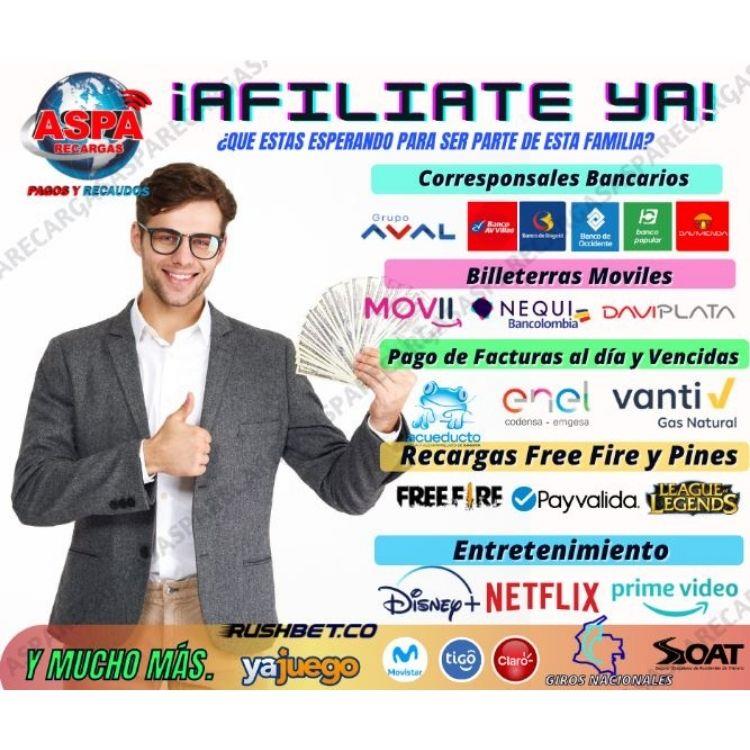 ASPA
RECARGAS
PAGOS Y RECAUDOS
¡AFILIATE YA!
¿QUE ESTAS ESPERANDO PARA SER PARTE DE ESTA FAMILIA?
Corresponsales Bancarios
Grupo
AVAL
Banco
AV Villas
Banco de Bogotá
Banco de
Occidente
banco
popular
DAVIVIENDA
Billeterras Moviles
MOVII
NEQUI
Bancolombia
DAVIPLATA
Pago de Facturas al día y Vencidas
acueducto
enel
codensa - emgesa
vanti
Gas Natural
Recargas Free Fire y Pines
FREE FIRE
Payvalida.
LEAGUE of
LEGENDS
Entretenimiento
Disney+
NETFLIX
prime video
Y MUCHO MÁS.
RUSHBET.CO
yajuego
Movistar
tigo
Claro
GIROS NACIONALES
SOAT
ASPARECARGAS